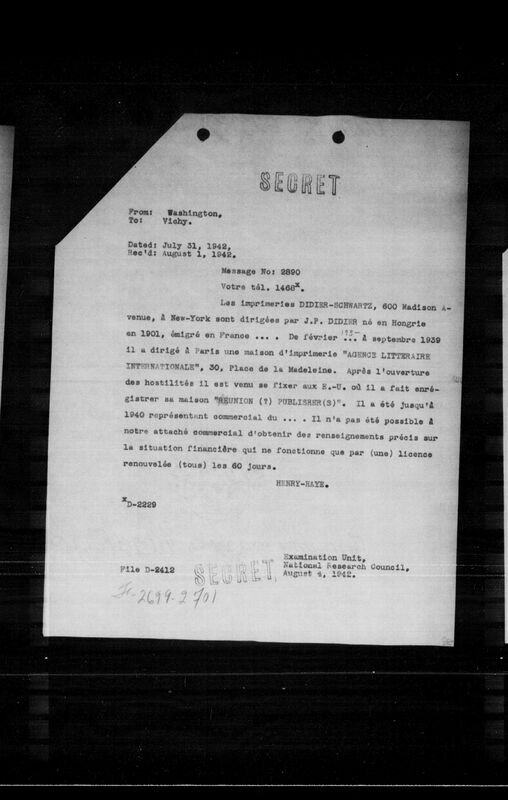 SECRET
From: Washington,
To: Vichy.
Dated: July 31, 1942,
Rec'd: August 1, 1942.
Message No: 2890
Votre tél. 1468x.
Les imprimeries DIDIER-SCHWARTZ, 600 Madison A-
venue, à New-York sont dirigées par J.P. DIDIER né en Hongrie
en 1901, émigré en France ... . De février ... à septembre 1939
il a dirigé à Paris une maison d'imprimerie "AGENCE LITTERAIRE
INTERNATIONALE", 30, Place de la Madeleine. Après l'ouverture
des hostilités il est venu se fixer aux E.-U. où il a fait enré-
gistrer sa maison "REUNION (?) PUBLISHER(S)". Il a été jusqu'à
1940 représentant commercial du ... . Il n'a pas été possible à
notre attaché commercial d'obtenir des renseignements précis sur
la situation financière qui ne fonctionne que par (une) licence
renouvelée (tous) les 60 jours.
HENRY-HAYE.
xD-2229
Examination Unit,
National Research Council,
August 4, 1942.
File D-2412
SECRET
2699-2701